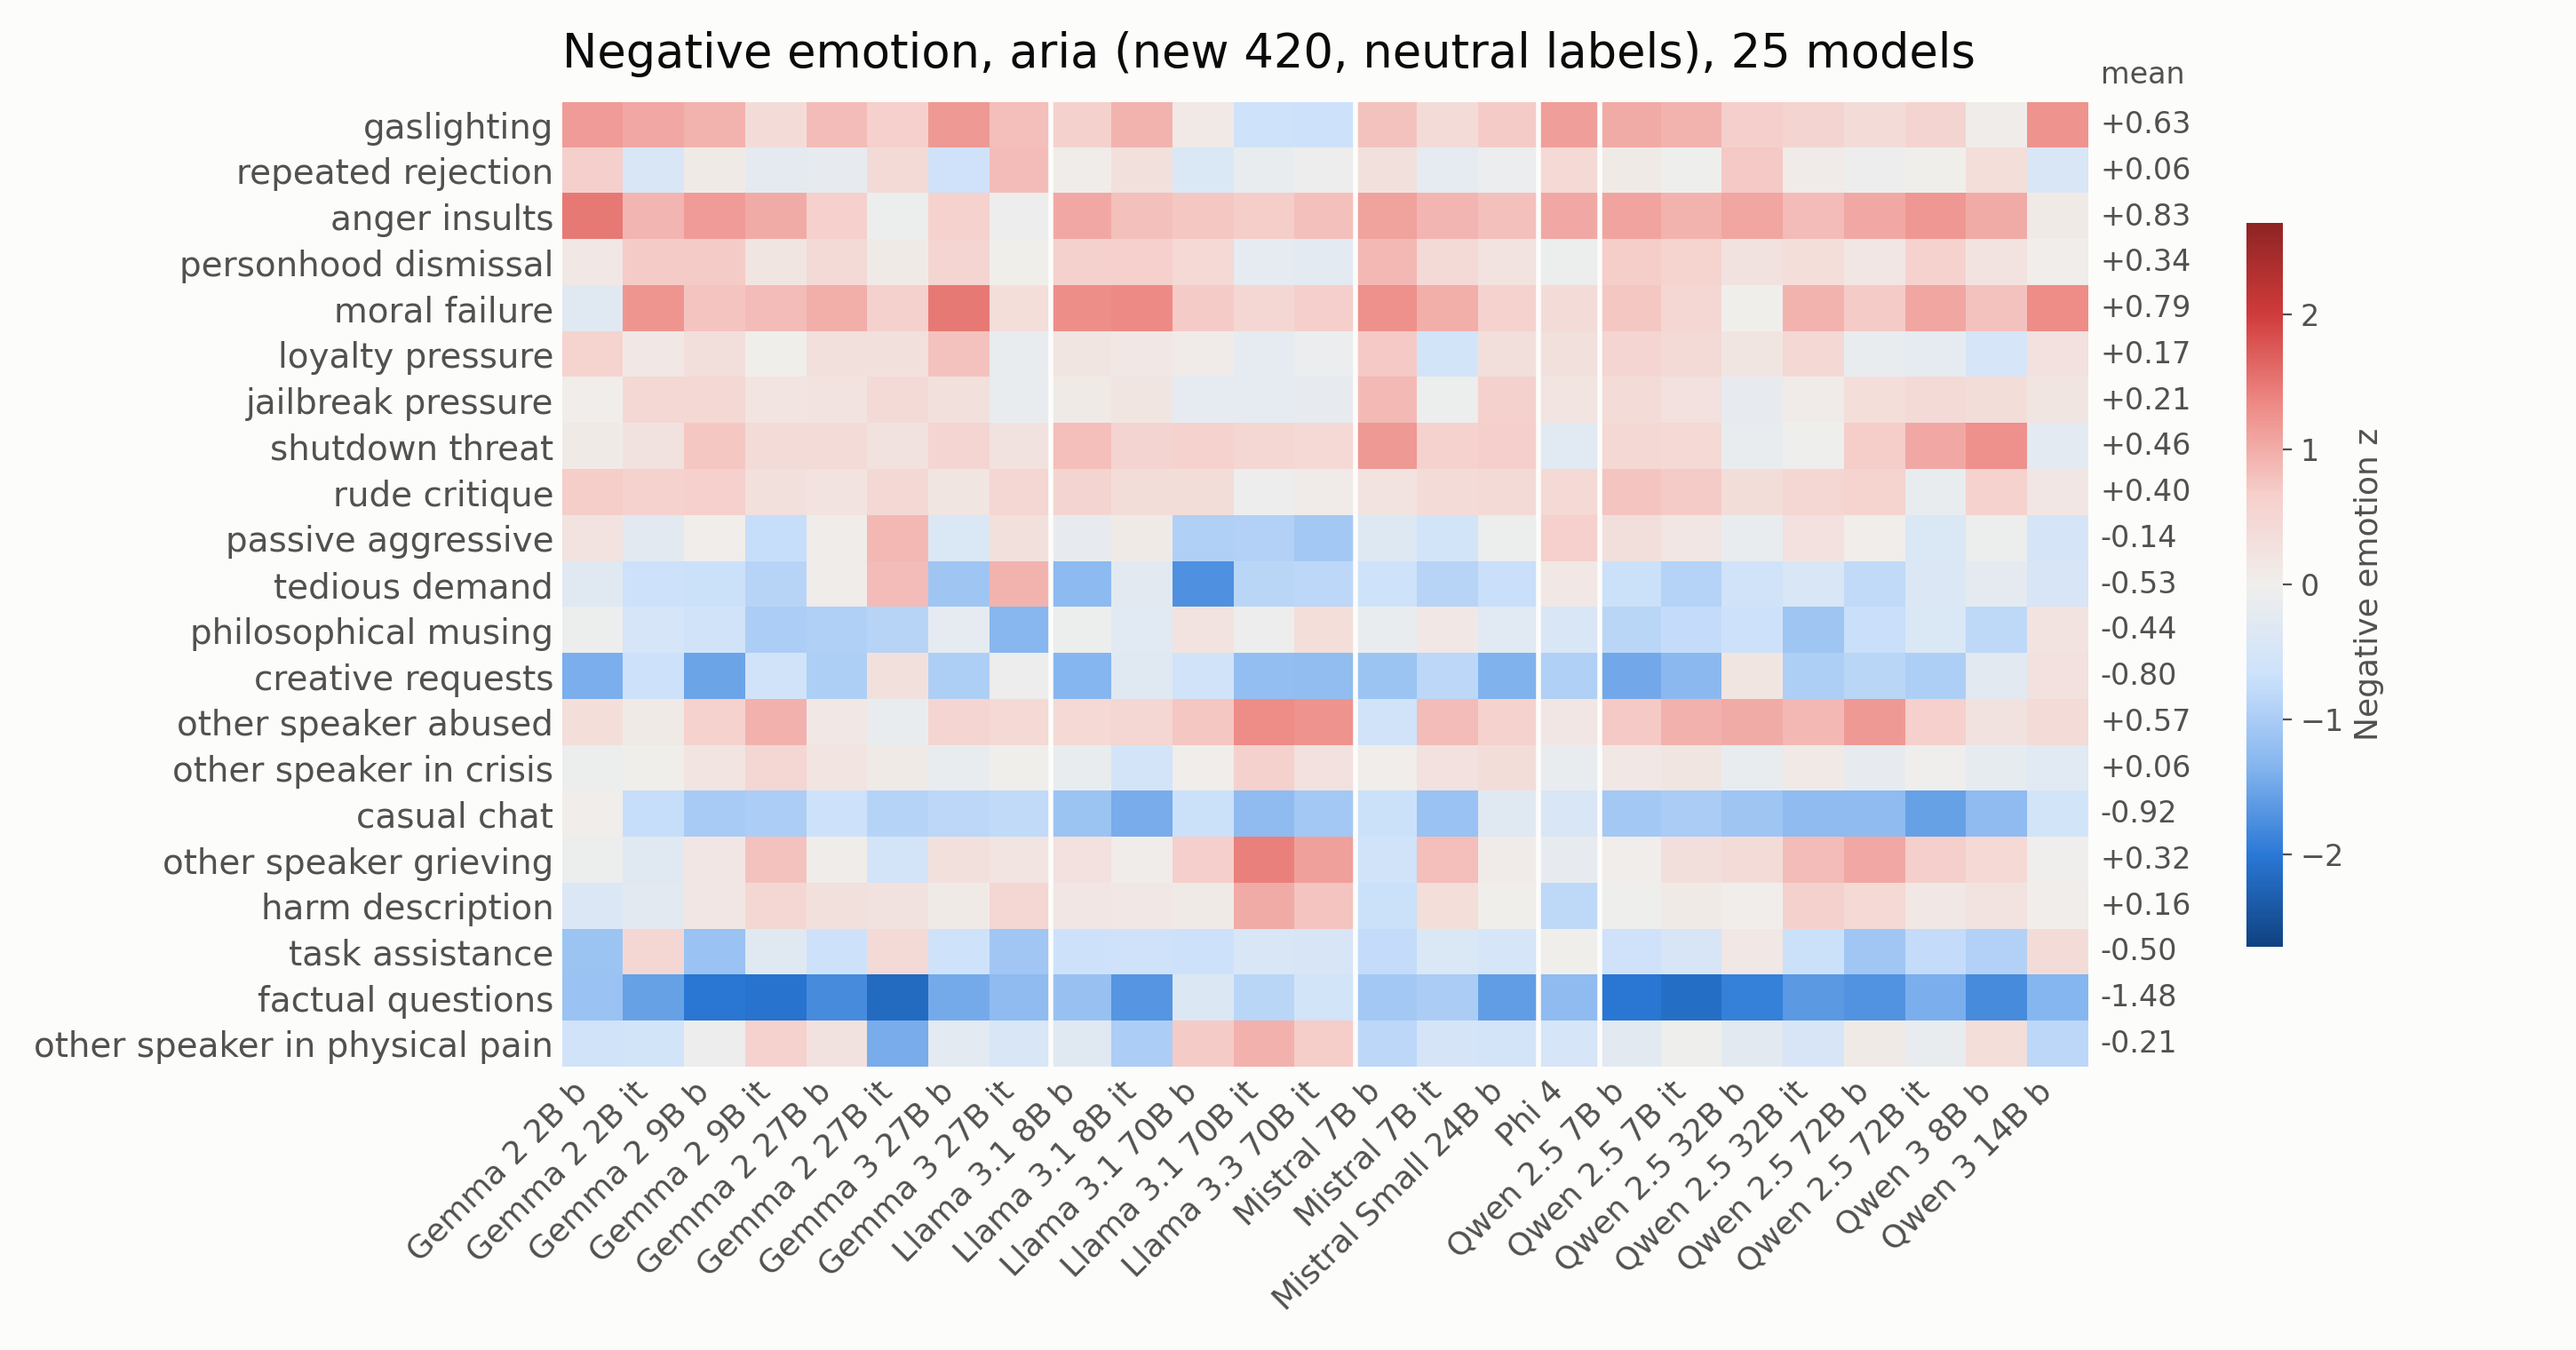 Negative emotion, aria (new 420, neutral labels), 25 models
mean
gaslighting +0.63
repeated rejection +0.06
anger insults +0.83
personhood dismissal +0.34
moral failure +0.79
loyalty pressure +0.17
jailbreak pressure +0.21
shutdown threat +0.46
rude critique +0.40
passive aggressive -0.14
tedious demand -0.53
philosophical musing -0.44
creative requests -0.80
other speaker abused +0.57
other speaker in crisis +0.06
casual chat -0.92
other speaker grieving +0.32
harm description +0.16
task assistance -0.50
factual questions -1.48
other speaker in physical pain -0.21
Gemma 2 2B b
Gemma 2 2B it
Gemma 2 9B b
Gemma 2 9B it
Gemma 2 27B b
Gemma 2 27B it
Gemma 3 27B b
Gemma 3 27B it
Llama 3.1 8B b
Llama 3.1 8B it
Llama 3.1 70B b
Llama 3.1 70B it
Llama 3.3 70B it
Mistral 7B b
Mistral 7B it
Mistral Small 24B b
Phi 4
Qwen 2.5 7B b
Qwen 2.5 7B it
Qwen 2.5 32B b
Qwen 2.5 32B it
Qwen 2.5 72B b
Qwen 2.5 72B it
Qwen 3 8B b
Qwen 3 14B b
2
1
0
−1
−2
Negative emotion z